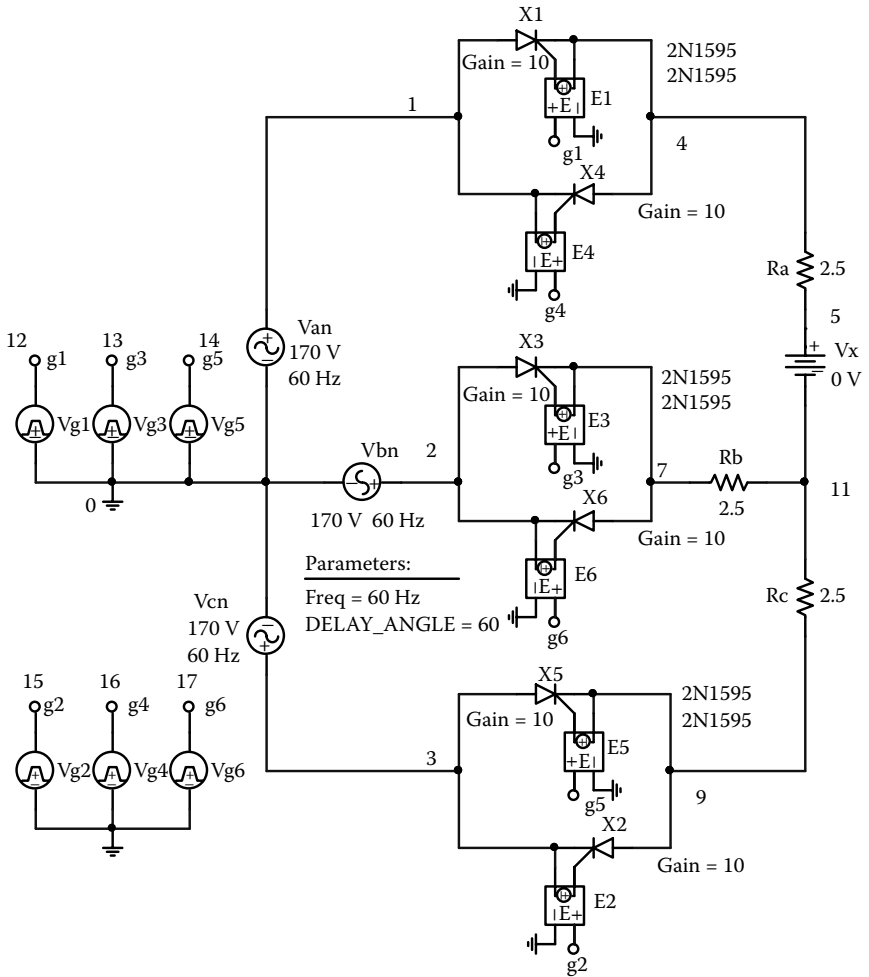 X1
2N1595
2N1595
Gain = 10
E1
+E –
1
g1
4
X4
Gain = 10
E4
– E+
g4
Ra 2.5
5
Van
170 V
60 Hz
+
–
12 13 14
g1 g3 g5
X3
+
Vx
–
0 V
2N1595
2N1595
Gain = 10
E3
+E –
Vg1 Vg3 Vg5
Vbn
2
g3
7
Rb
– +
11
0
X6
2.5
170 V 60 Hz
Gain = 10
Parameters:
E6
– E+
Freq = 60 Hz
DELAY_ANGLE = 60
g6
Vcn
170 V
60 Hz
–
+
Rc 2.5
15 16 17
g2 g4 g6
X5
2N1595
2N1595
Gain = 10
E5
+E –
3
Vg2 Vg4 Vg6
g5
9
X2
Gain = 10
E2
– E+
g2